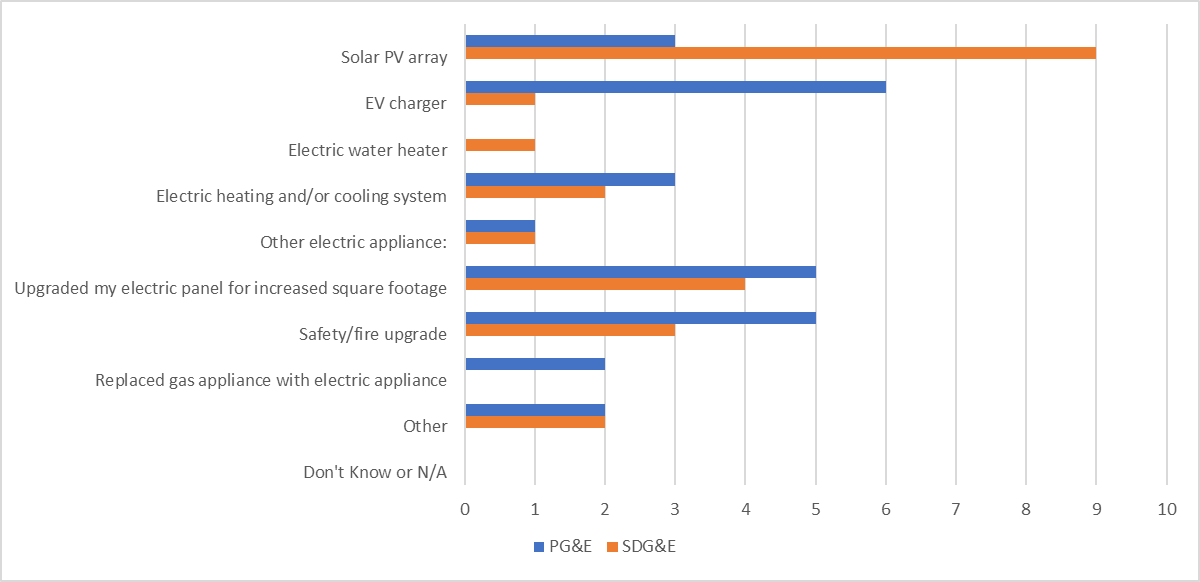 Solar PV array
EV charger
Electric water heater
Electric heating and/or cooling system
Other electric appliance:
Upgraded my electric panel for increased square footage
Safety/fire upgrade
Replaced gas appliance with electric appliance
Other
Don't Know or N/A
0 1 2 3 4 5 6 7 8 9 10
PG&E SDG&E